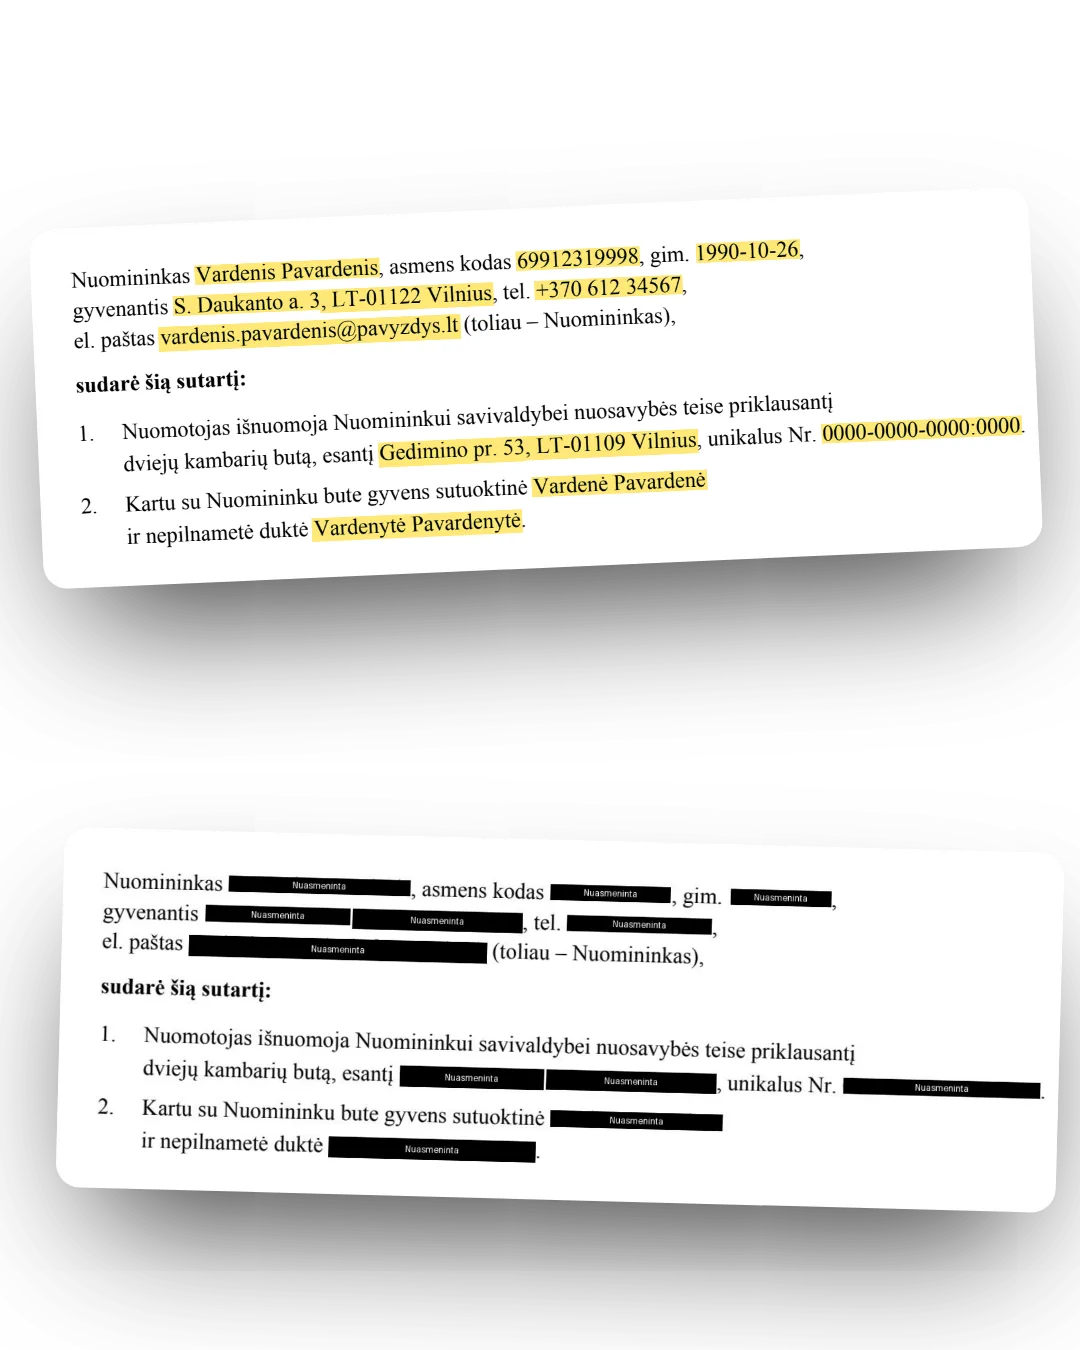 Nuomininkas Vardenis Pavardenis, asmens kodas 69912319998, gim. 1990-10-26,
gyvenantis S. Daukanto a. 3, LT-01122 Vilnius, tel. +370 612 34567,
el. paštas vardenis.pavardenis@pavyzdys.lt (toliau – Nuomininkas),
sudarė šią sutartį:
1. Nuomotojas išnuomoja Nuomininkui savivaldybei nuosavybės teise priklausantį
dviejų kambarių butą, esantį Gedimino pr. 53, LT-01109 Vilnius, unikalus Nr. 0000-0000-0000:0000.
2. Kartu su Nuomininku bute gyvens sutuoktinė Vardenė Pavardenė
ir nepilnametė duktė Vardenytė Pavardenytė.
Nuomininkas Nuasmeninta, asmens kodas Nuasmeninta, gim. Nuasmeninta,
gyvenantis Nuasmeninta Nuasmeninta, tel. Nuasmeninta,
el. paštas Nuasmeninta (toliau – Nuomininkas),
sudarė šią sutartį:
1. Nuomotojas išnuomoja Nuomininkui savivaldybei nuosavybės teise priklausantį
dviejų kambarių butą, esantį Nuasmeninta Nuasmeninta, unikalus Nr. Nuasmeninta.
2. Kartu su Nuomininku bute gyvens sutuoktinė Nuasmeninta
ir nepilnametė duktė Nuasmeninta.